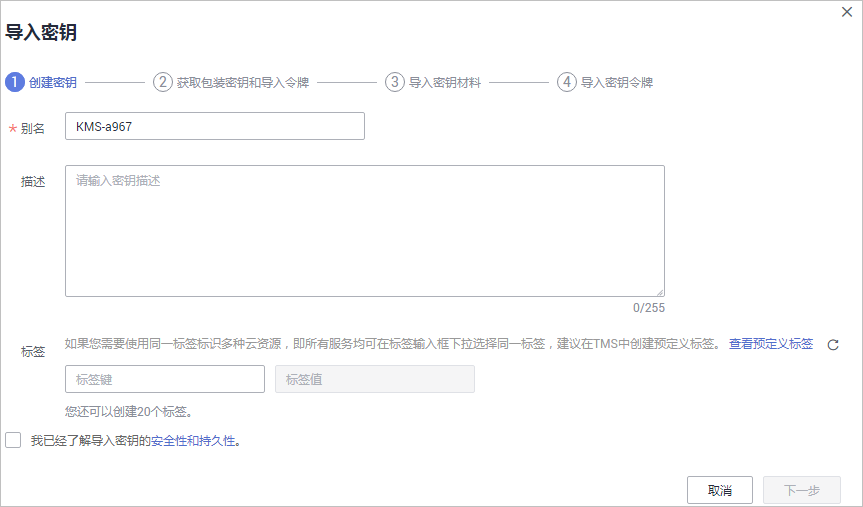 导入密钥
1 创建密钥 2 获取包装密钥和导入令牌 3 导入密钥材料 4 导入密钥令牌
* 别名 KMS-a967
描述 请输入密钥描述
0/255
标签 如果您需要使用同一标签标识多种云资源，即所有服务均可在标签输入框下拉选择同一标签，建议在TMS中创建预定义标签。 查看预定义标签
标签键 标签值
您还可以创建20个标签。
我已经了解导入密钥的安全性和持久性。
取消 下一步